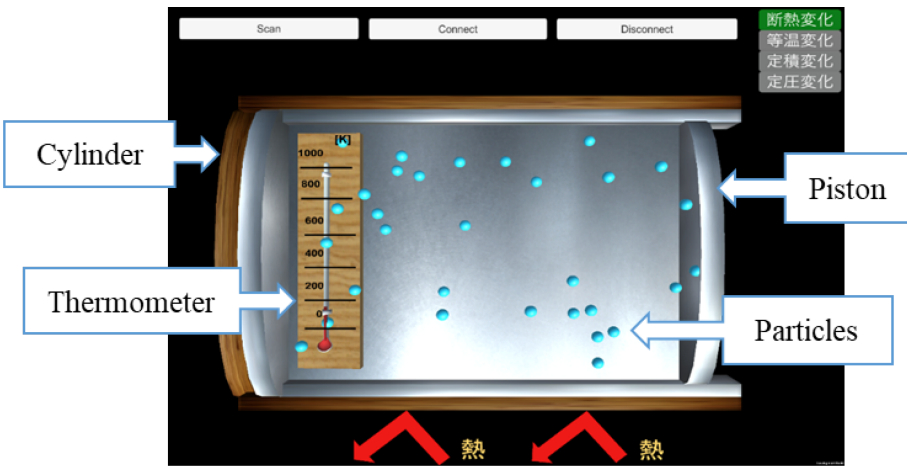 Scan
Connect
Disconnect
断熱変化
等温変化
定積変化
定圧変化
Cylinder
Piston
Thermometer
Particles
[K]
1000
800
600
400
200
0
熱
熱